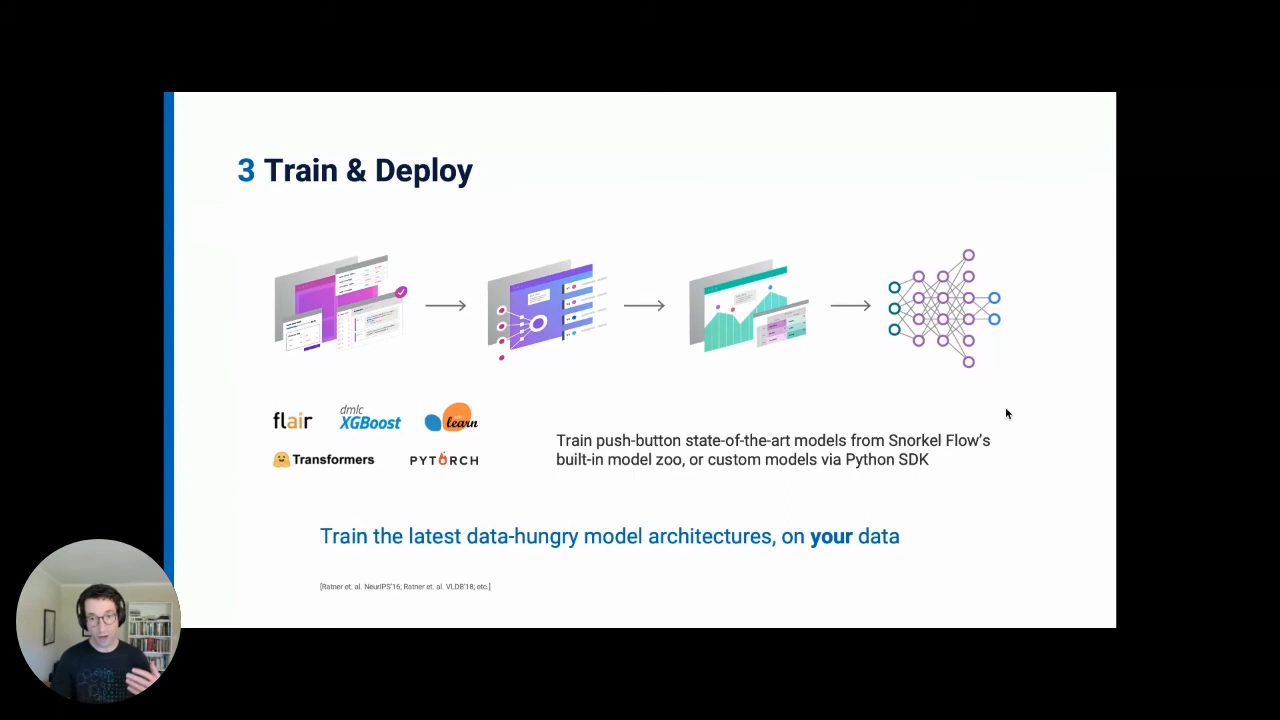 3 Train & Deploy
flair
dmlc
XGBoost
learn
Transformers
PYTORCH
Train push-button state-of-the-art models from Snorkel Flow's
built-in model zoo, or custom models via Python SDK
Train the latest data-hungry model architectures, on your data
[Ratner et. al. NeurIPS'16; Ratner et. al. VLDB'18; etc.]